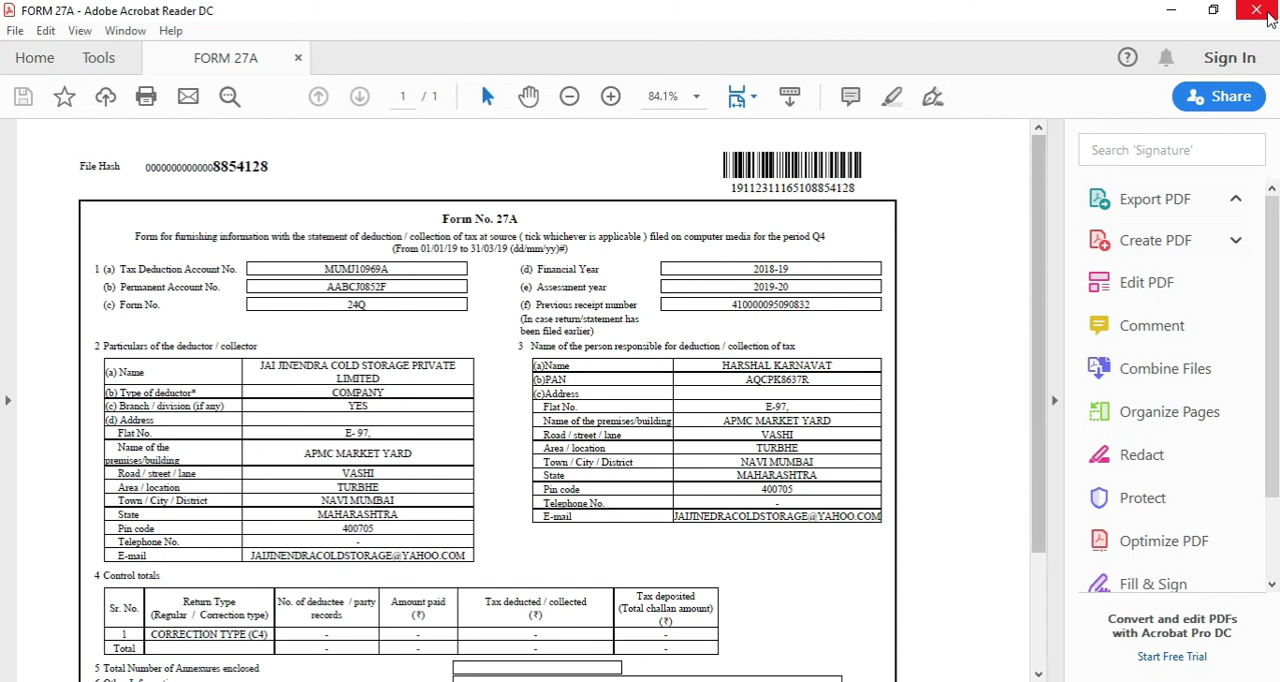 FORM 27A - Adobe Acrobat Reader DC
File Edit View Window Help
Home Tools FORM 27A × Sign In
1 / 1 84.1% Share
File Hash 00000000000008854128
19112311165108854128
Form No. 27A
Form for furnishing information with the statement of deduction / collection of tax at source ( tick whichever is applicable ) filed on computer media for the period Q4
(From 01/01/19 to 31/03/19 (dd/mm/yy)#)
1 (a) Tax Deduction Account No. MUMJ10969A (d) Financial Year 2018-19
(b) Permanent Account No. AABCJ0852F (e) Assessment year 2019-20
(c) Form No. 24Q (f) Previous receipt number 410000095090832
(In case return/statement has
been filed earlier)
2 Particulars of the deductor / collector
(a) Name JAI JINENDRA COLD STORAGE PRIVATE
LIMITED
(b) Type of deductor* COMPANY
(c) Branch / division (if any) YES
(d) Address
Flat No. E- 97,
Name of the
premises/building APMC MARKET YARD
Road / street / lane VASHI
Area / location TURBHE
Town / City / District NAVI MUMBAI
State MAHARASHTRA
Pin code 400705
Telephone No. -
E-mail JAIJINENDRACOLDSTORAGE@YAHOO.COM
3 Name of the person responsible for deduction / collection of tax
(a)Name HARSHAL KARNAVAT
(b)PAN AQCPK8637R
(c)Address
Flat No. E-97,
Name of the premises/building APMC MARKET YARD
Road / street / lane VASHI
Area / location TURBHE
Town / City / District NAVI MUMBAI
State MAHARASHTRA
Pin code 400705
Telephone No. -
E-mail JAIJINEDRACOLDSTORAGE@YAHOO.COM
4 Control totals
Sr. No. Return Type
(Regular / Correction type) No. of deductee / party
records Amount paid
(₹) Tax deducted / collected
(₹) Tax deposited
(Total challan amount)
(₹)
1 CORRECTION TYPE (C4) - - - -
Total - - - -
5 Total Number of Annexures enclosed
Search 'Signature'
Export PDF
Create PDF
Edit PDF
Comment
Combine Files
Organize Pages
Redact
Protect
Optimize PDF
Fill & Sign
Convert and edit PDFs
with Acrobat Pro DC
Start Free Trial